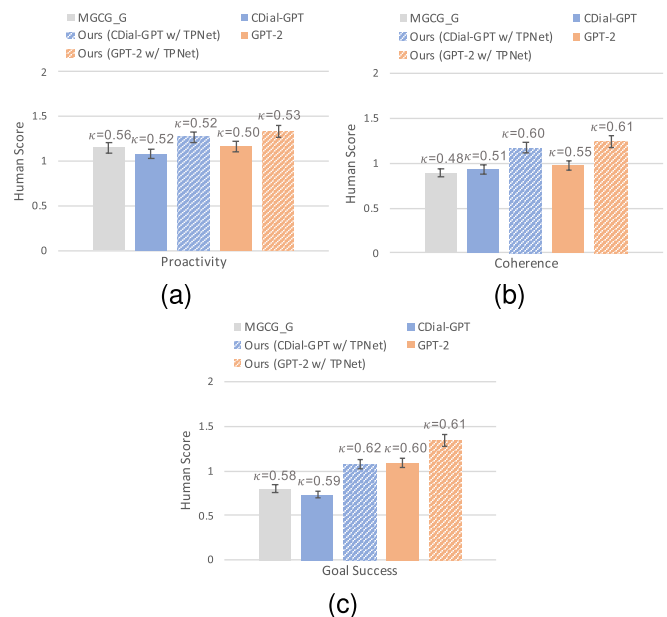 MGCG_G CDial-GPT
Ours (CDial-GPT w/ TPNet) GPT-2
Ours (GPT-2 w/ TPNet)
2
1.5
1
0.5
0
Human Score
κ=0.56
κ=0.52
κ=0.52
κ=0.50
κ=0.53
Proactivity
(a)
MGCG_G CDial-GPT
Ours (CDial-GPT w/ TPNet) GPT-2
Ours (GPT-2 w/ TPNet)
2
1.5
1
0.5
0
Human Score
κ=0.48
κ=0.51
κ=0.60
κ=0.55
κ=0.61
Coherence
(b)
MGCG_G CDial-GPT
Ours (CDial-GPT w/ TPNet) GPT-2
Ours (GPT-2 w/ TPNet)
2
1.5
1
0.5
0
Human Score
κ=0.58
κ=0.59
κ=0.62
κ=0.60
κ=0.61
Goal Success
(c)